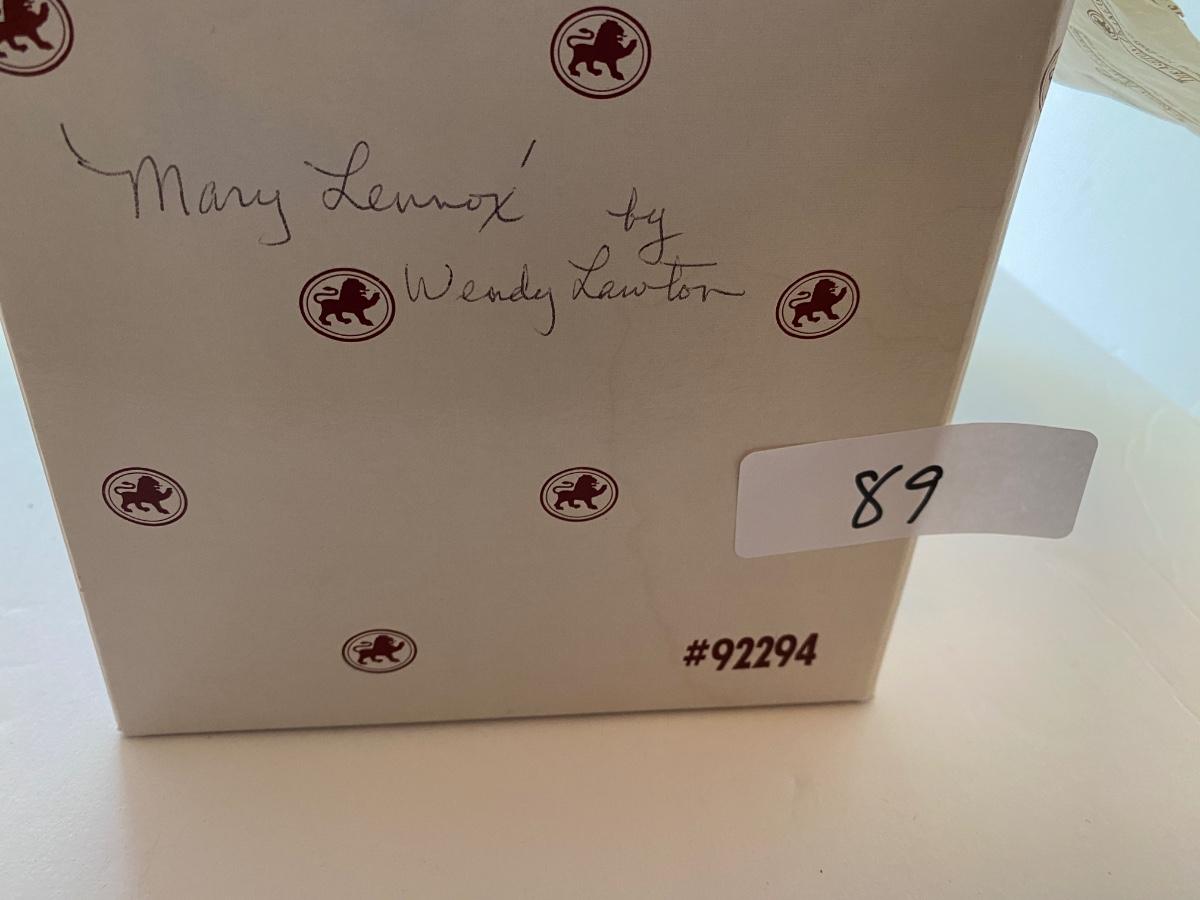 'Mary Lennox' by
Wendy Lawton
89
#92294